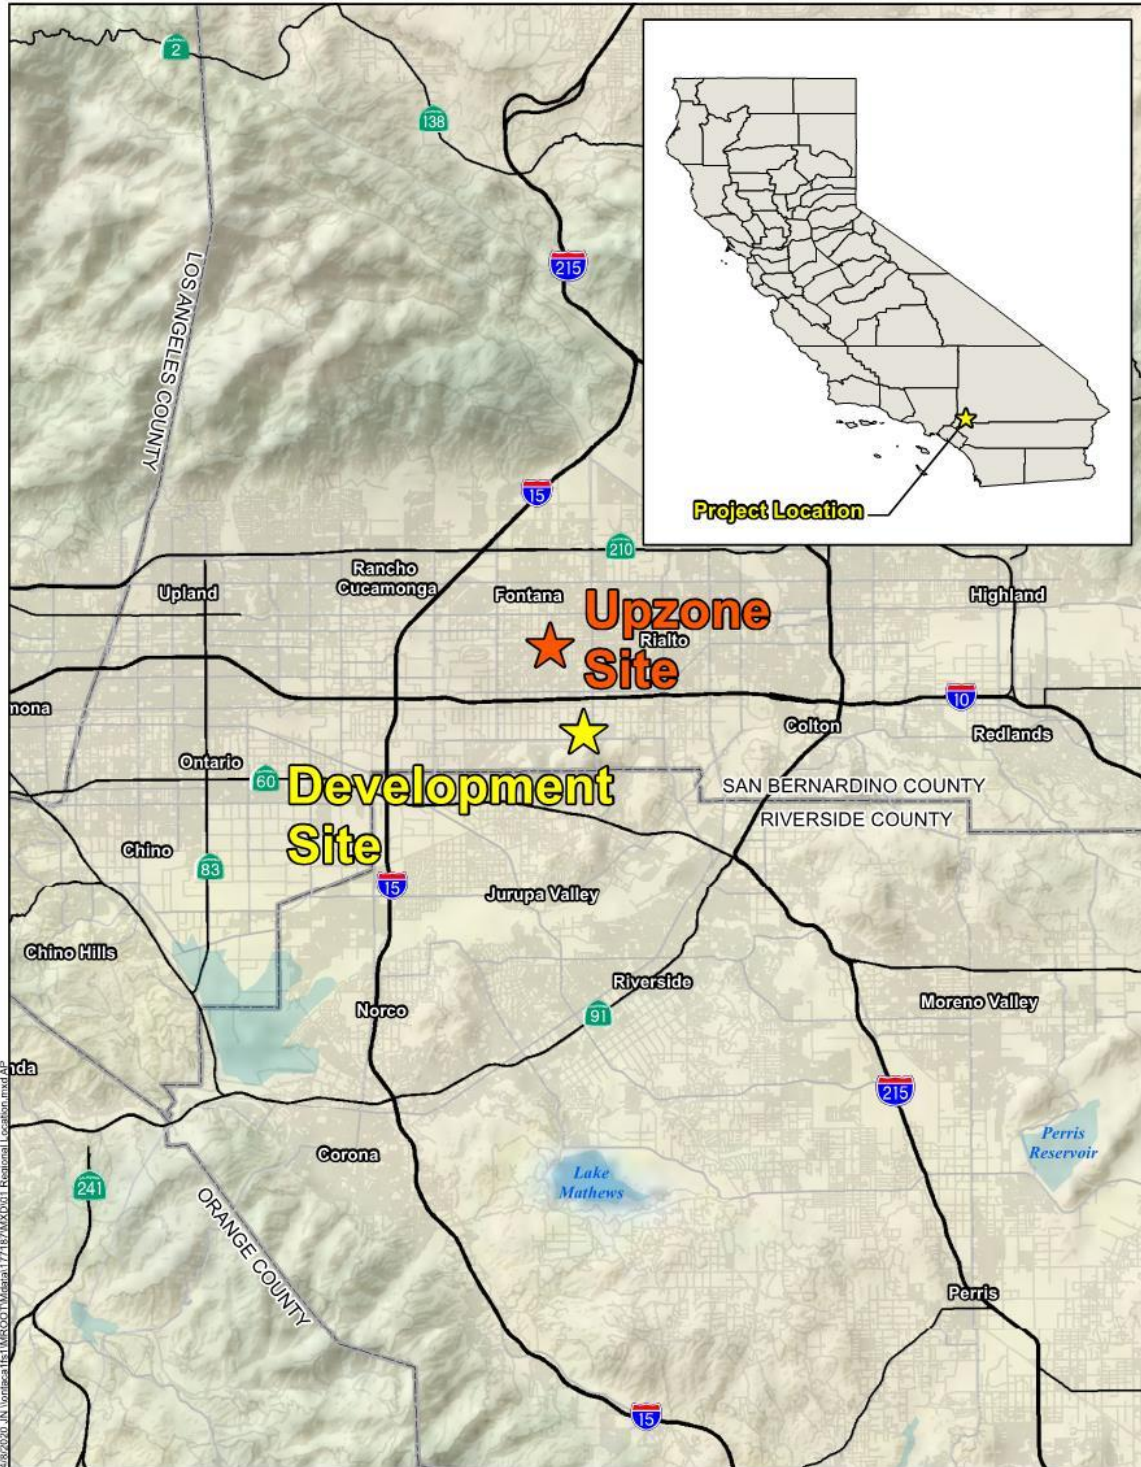 2
138
215
LOS ANGELES COUNTY
Project Location
15
210
Upland
Rancho
Cucamonga
Fontana
Highland
Upzone
Site
Rialto
10
mona
Colton
Redlands
Ontario
60
Development
Site
SAN BERNARDINO COUNTY
RIVERSIDE COUNTY
Chino
83
15
Jurupa Valley
Chino Hills
Riverside
Norco
91
Moreno Valley
nda
215
Perris
Reservoir
Corona
Lake
Mathews
241
ORANGE COUNTY
Perris
15